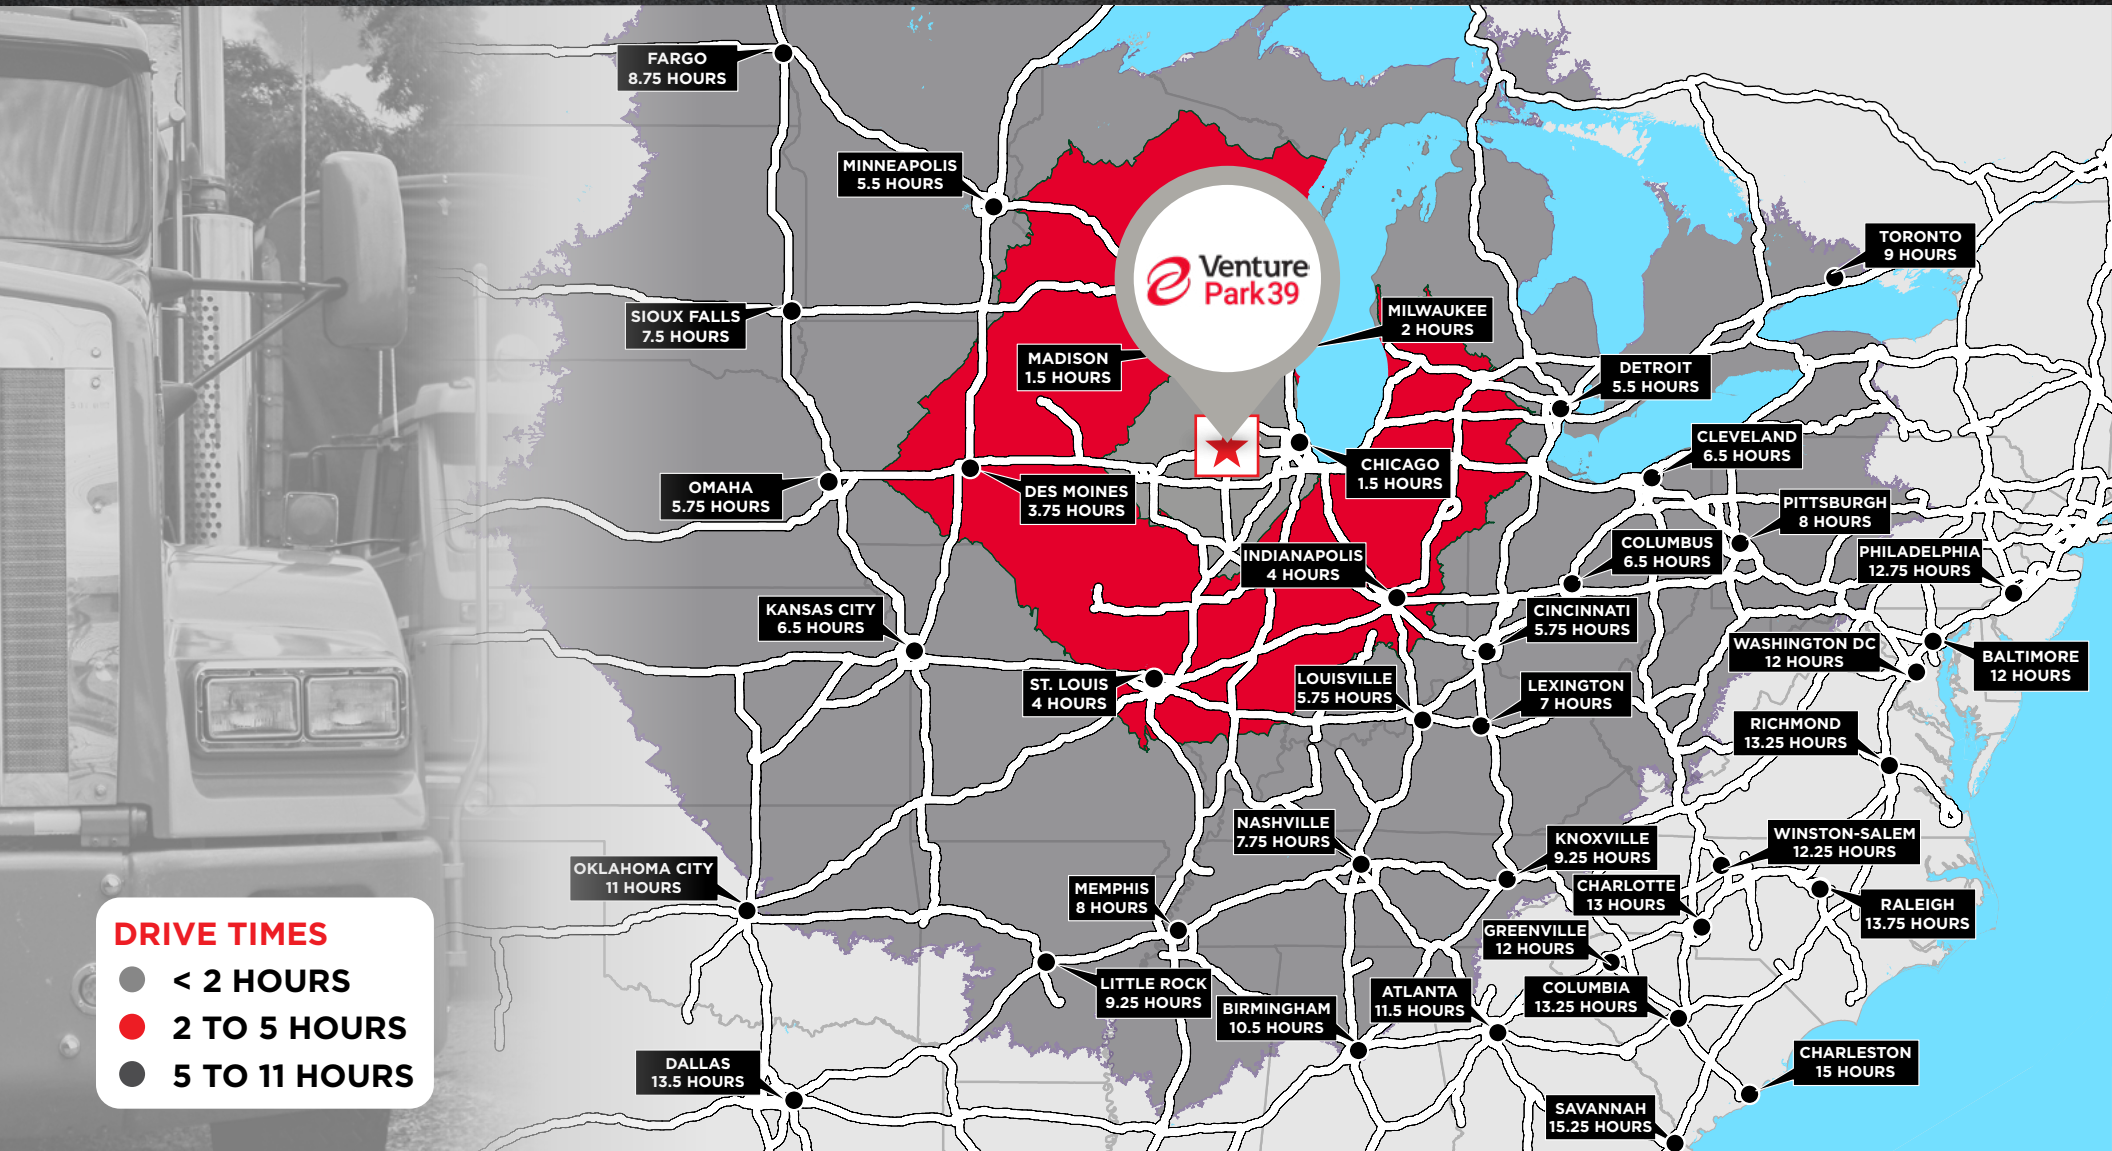 FARGO
8.75 HOURS
MINNEAPOLIS
5.5 HOURS
TORONTO
9 HOURS
Venture
Park39
SIOUX FALLS
7.5 HOURS
MILWAUKEE
2 HOURS
MADISON
1.5 HOURS
DETROIT
5.5 HOURS
CLEVELAND
6.5 HOURS
CHICAGO
1.5 HOURS
OMAHA
5.75 HOURS
DES MOINES
3.75 HOURS
PITTSBURGH
8 HOURS
COLUMBUS
6.5 HOURS
PHILADELPHIA
12.75 HOURS
INDIANAPOLIS
4 HOURS
KANSAS CITY
6.5 HOURS
CINCINNATI
5.75 HOURS
WASHINGTON DC
12 HOURS
BALTIMORE
12 HOURS
ST. LOUIS
4 HOURS
LOUISVILLE
5.75 HOURS
LEXINGTON
7 HOURS
RICHMOND
13.25 HOURS
NASHVILLE
7.75 HOURS
KNOXVILLE
9.25 HOURS
WINSTON-SALEM
12.25 HOURS
OKLAHOMA CITY
11 HOURS
MEMPHIS
8 HOURS
CHARLOTTE
13 HOURS
RALEIGH
13.75 HOURS
GREENVILLE
12 HOURS
LITTLE ROCK
9.25 HOURS
BIRMINGHAM
10.5 HOURS
ATLANTA
11.5 HOURS
COLUMBIA
13.25 HOURS
DALLAS
13.5 HOURS
CHARLESTON
15 HOURS
SAVANNAH
15.25 HOURS
DRIVE TIMES
< 2 HOURS
2 TO 5 HOURS
5 TO 11 HOURS